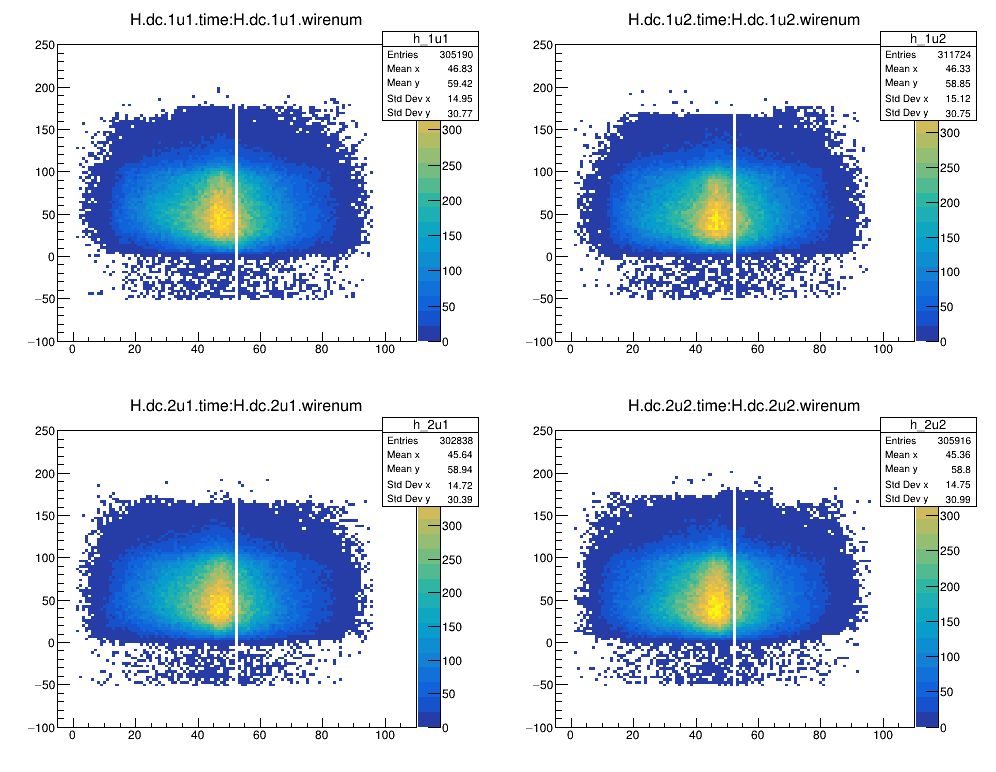 H.dc.1u1.time:H.dc.1u1.wirenum
h_1u1
Entries 305190
Mean x 46.83
Mean y 59.42
Std Dev x 14.95
Std Dev y 30.77
250
200
150
100
50
0
−50
−100
0 20 40 60 80 100
300
250
200
150
100
50
0
H.dc.1u2.time:H.dc.1u2.wirenum
h_1u2
Entries 311724
Mean x 46.33
Mean y 58.85
Std Dev x 15.12
Std Dev y 30.75
250
200
150
100
50
0
−50
−100
0 20 40 60 80 100
300
250
200
150
100
50
0
H.dc.2u1.time:H.dc.2u1.wirenum
h_2u1
Entries 302838
Mean x 45.64
Mean y 58.94
Std Dev x 14.72
Std Dev y 30.39
250
200
150
100
50
0
−50
−100
0 20 40 60 80 100
300
250
200
150
100
50
0
H.dc.2u2.time:H.dc.2u2.wirenum
h_2u2
Entries 305916
Mean x 45.36
Mean y 58.8
Std Dev x 14.75
Std Dev y 30.99
250
200
150
100
50
0
−50
−100
0 20 40 60 80 100
300
250
200
150
100
50
0